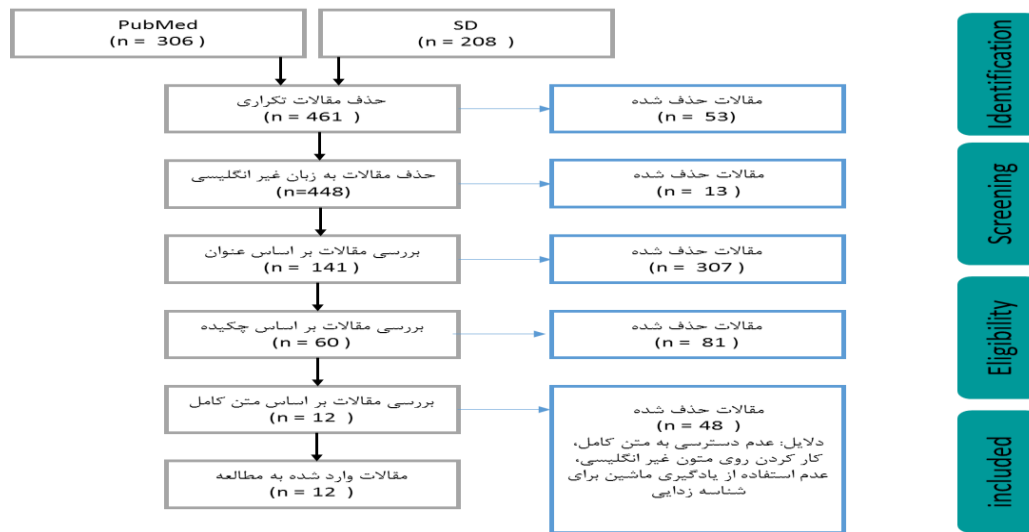 PubMed
(n = 306)
SD
(n = 208 )
حذف مقالات تکراری
(n = 461 )
مقالات حذف شده
(n = 53)
حذف مقالات به زبان غیر انگلیسی
(n=448)
مقالات حذف شده
(n = 13 )
بررسی مقالات بر اساس عنوان
(n = 141 )
مقالات حذف شده
(n = 307)
بررسی مقالات بر اساس چکیده
(n = 60 )
مقالات حذف شده
(n = 81 )
بررسی مقالات بر اساس متن کامل
(n = 12 )
مقالات حذف شده
(n = 48 )
دلایل: عدم دسترسی به متن کامل،
کار کردن روی متون غیر انگلیسی،
عدم استفاده از یادگیری ماشین برای
شناسه زدایی
مقالات وارد شده به مطالعه
(n = 12 )
Identification
Screening
Eligibility
included